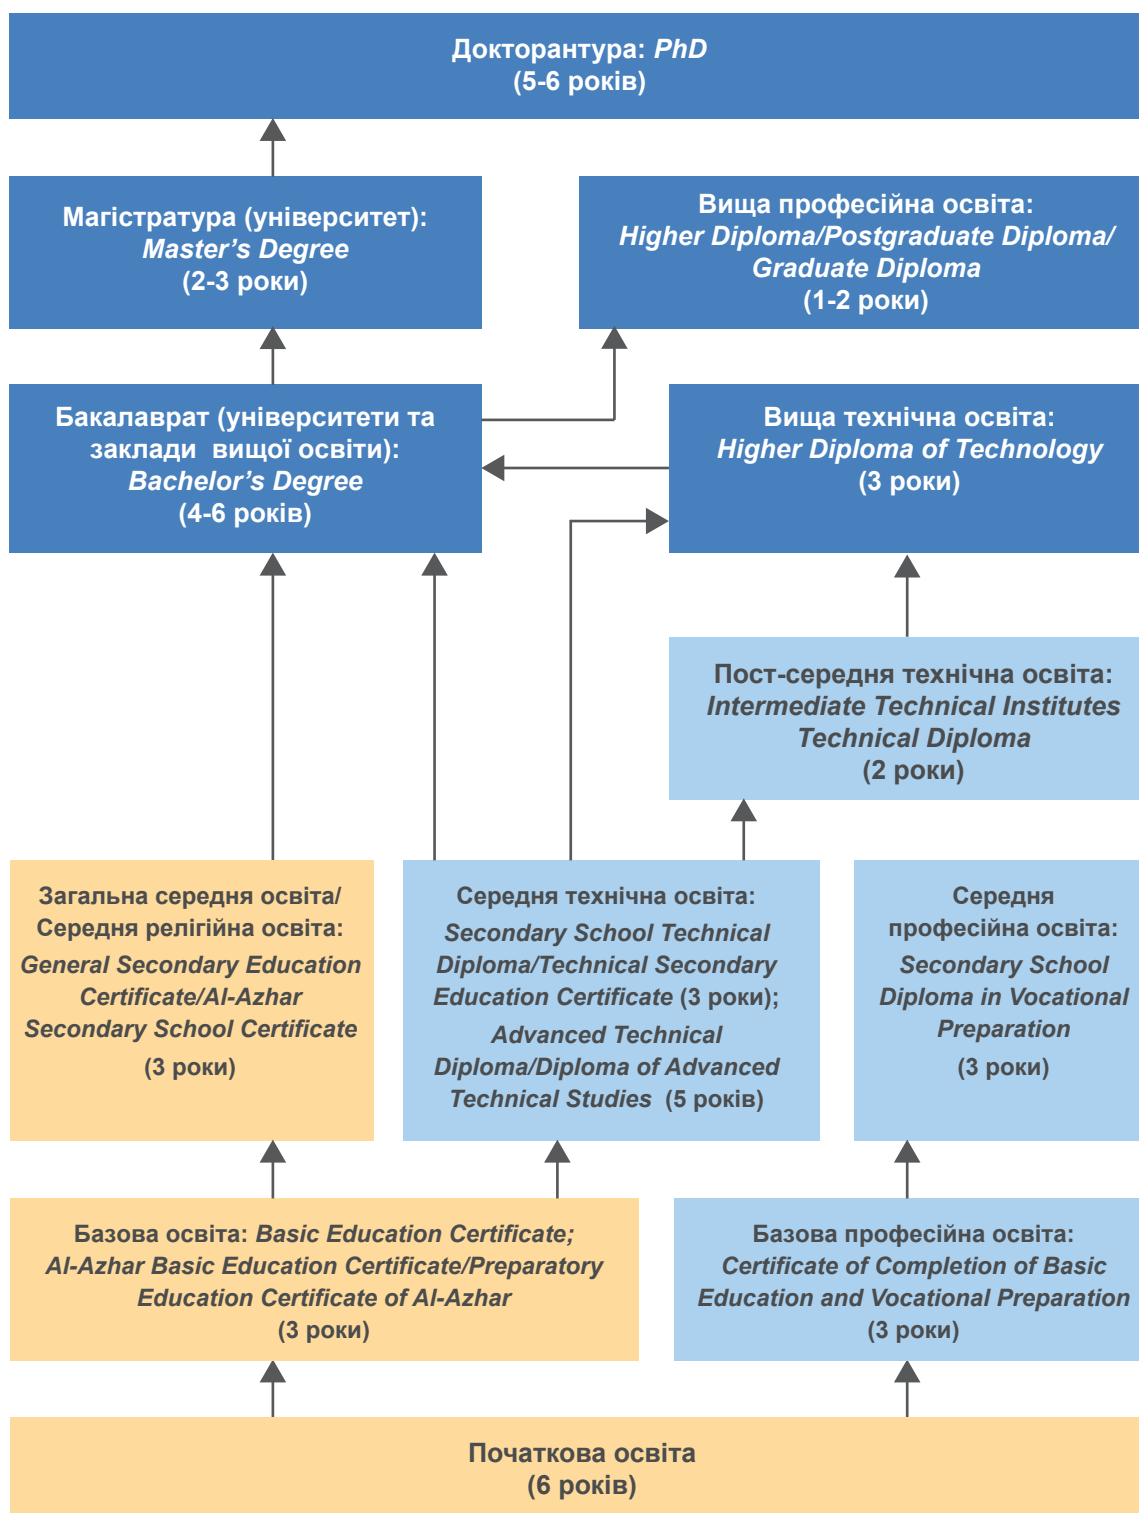 Докторантура: PhD
(5-6 років)
Магістратура (університет):
Master’s Degree
(2-3 роки)
Вища професійна освіта:
Higher Diploma/Postgraduate Diploma/
Graduate Diploma
(1-2 роки)
Бакалаврат (університети та
заклади вищої освіти):
Bachelor’s Degree
(4-6 років)
Вища технічна освіта:
Higher Diploma of Technology
(3 роки)
Пост-середня технічна освіта:
Intermediate Technical Institutes
Technical Diploma
(2 роки)
Загальна середня освіта/
Середня релігійна освіта:
General Secondary Education
Certificate/Al-Azhar
Secondary School Certificate
(3 роки)
Середня технічна освіта:
Secondary School Technical
Diploma/Technical Secondary
Education Certificate (3 роки);
Advanced Technical
Diploma/Diploma of Advanced
Technical Studies (5 років)
Середня
професійна освіта:
Secondary School
Diploma in Vocational
Preparation
(3 роки)
Базова освіта: Basic Education Certificate;
Al-Azhar Basic Education Certificate/Preparatory
Education Certificate of Al-Azhar
(3 роки)
Базова професійна освіта:
Certificate of Completion of Basic
Education and Vocational Preparation
(3 роки)
Початкова освіта
(6 років)